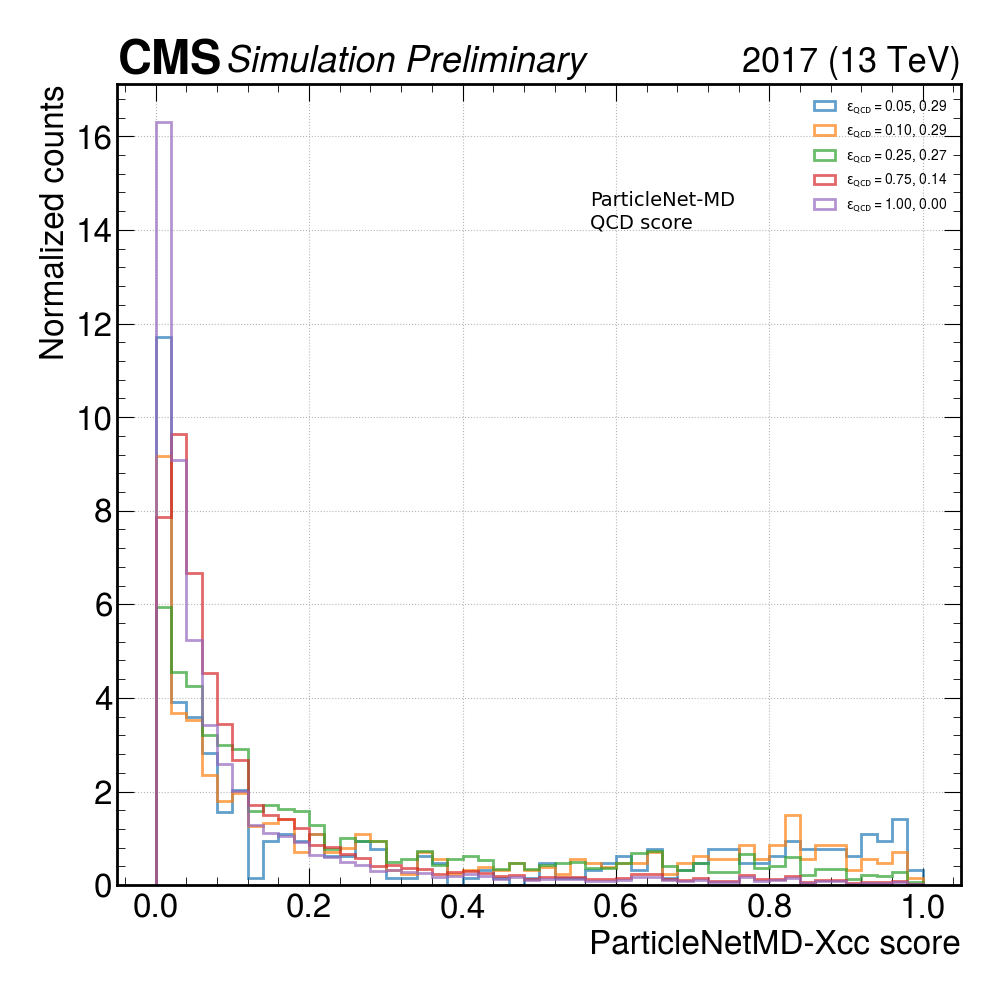 CMS Simulation Preliminary 2017 (13 TeV)
Normalized counts
16
14
12
10
8
6
4
2
0
ε_QCD = 0.05, 0.29
ε_QCD = 0.10, 0.29
ε_QCD = 0.25, 0.27
ε_QCD = 0.75, 0.14
ε_QCD = 1.00, 0.00
ParticleNet-MD
QCD score
0.0 0.2 0.4 0.6 0.8 1.0
ParticleNetMD-Xcc score